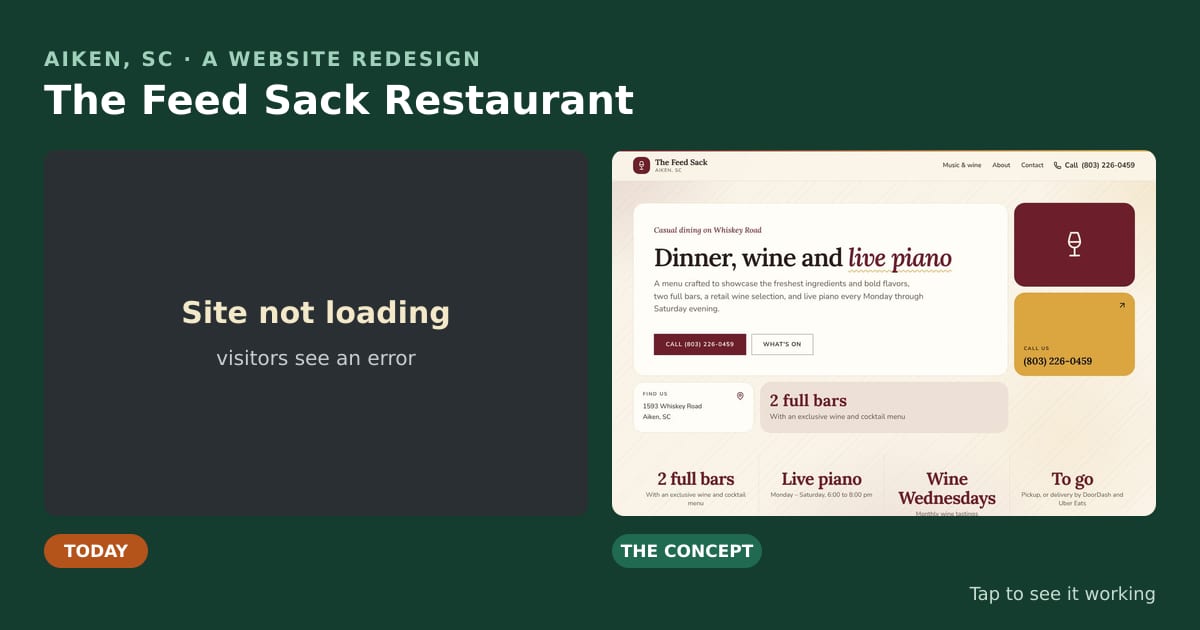 AIKEN, SC · A WEBSITE REDESIGN
The Feed Sack Restaurant
Site not loading
visitors see an error
TODAY
The Feed Sack
AIKEN, SC
Music & wine About Contact Call (803) 226-0459
Casual dining on Whiskey Road
Dinner, wine and live piano
A menu crafted to showcase the freshest ingredients and bold flavors,
two full bars, a retail wine selection, and live piano every Monday through
Saturday evening.
CALL (803) 226-0459
WHAT'S ON
CALL US
(803) 226-0459
FIND US
1593 Whiskey Road
Aiken, SC
2 full bars
With an exclusive wine and cocktail menu
2 full bars
With an exclusive wine and cocktail
menu
Live piano
Monday – Saturday, 6:00 to 8:00 pm
Wine
Wednesdays
Monthly wine tastings
To go
Pickup, or delivery by DoorDash and
Uber Eats
THE CONCEPT
Tap to see it working